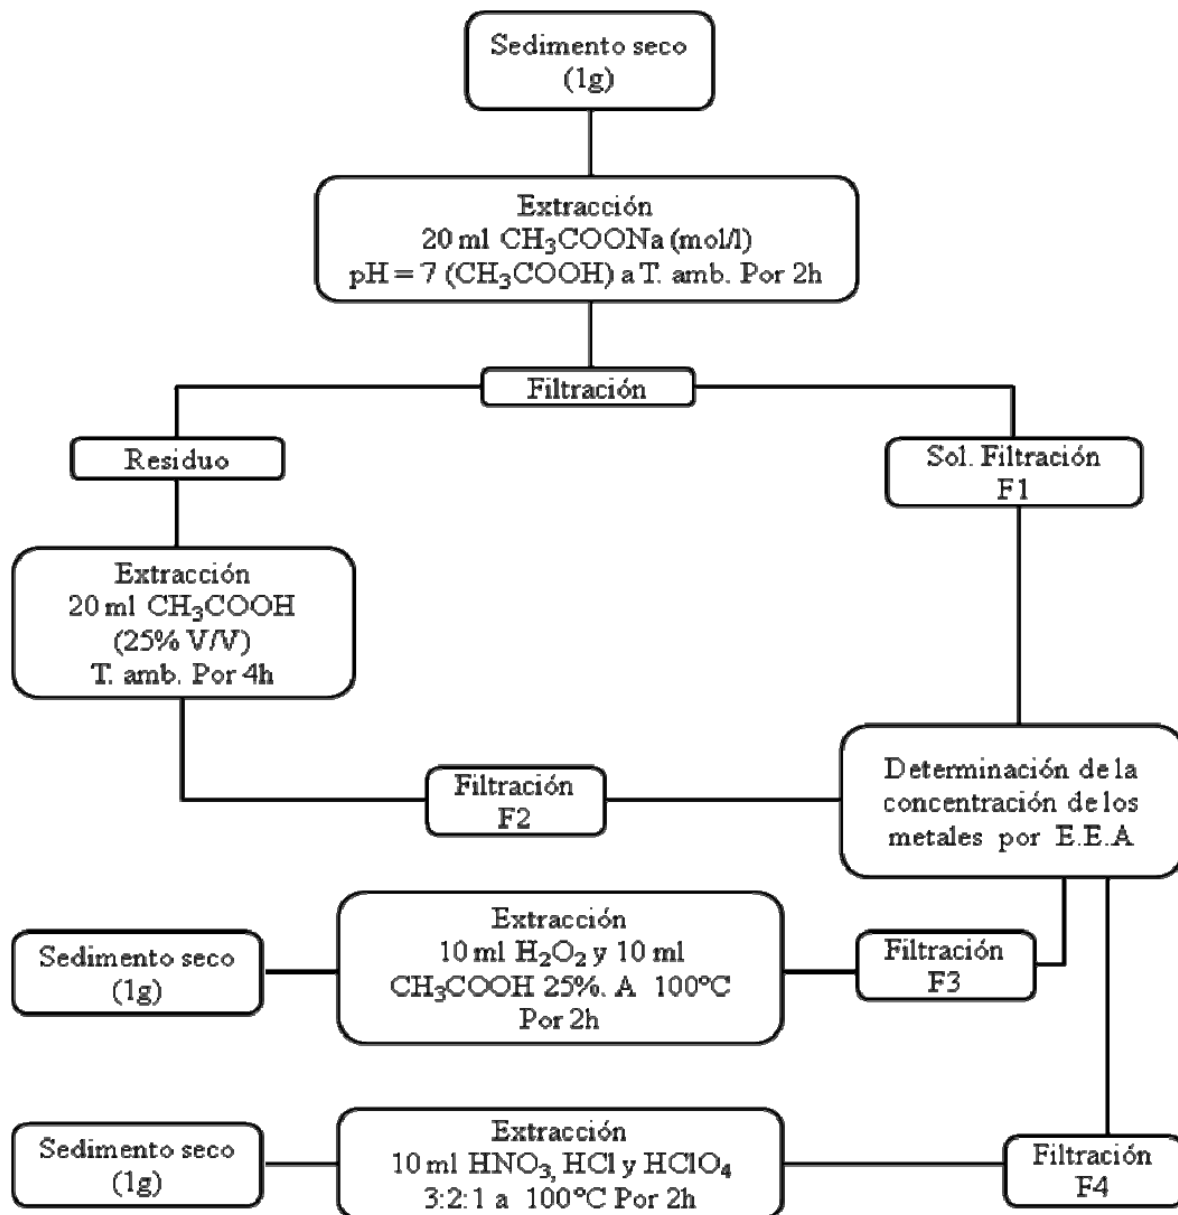 Sedimento seco
(1g)
Extracción
20 ml CH₃COONa (mol/l)
pH = 7 (CH₃COOH) a T. amb. Por 2h
Filtración
Residuo
Sol. Filtración
F1
Extracción
20 ml CH₃COOH
(25% V/V)
T. amb. Por 4h
Filtración
F2
Determinación de la
concentración de los
metales por E.E.A
Sedimento seco
(1g)
Extracción
10 ml H₂O₂ y 10 ml
CH₃COOH 25%. A 100°C
Por 2h
Filtración
F3
Sedimento seco
(1g)
Extracción
10 ml HNO₃, HCl y HClO₄
3:2:1 a 100°C Por 2h
Filtración
F4